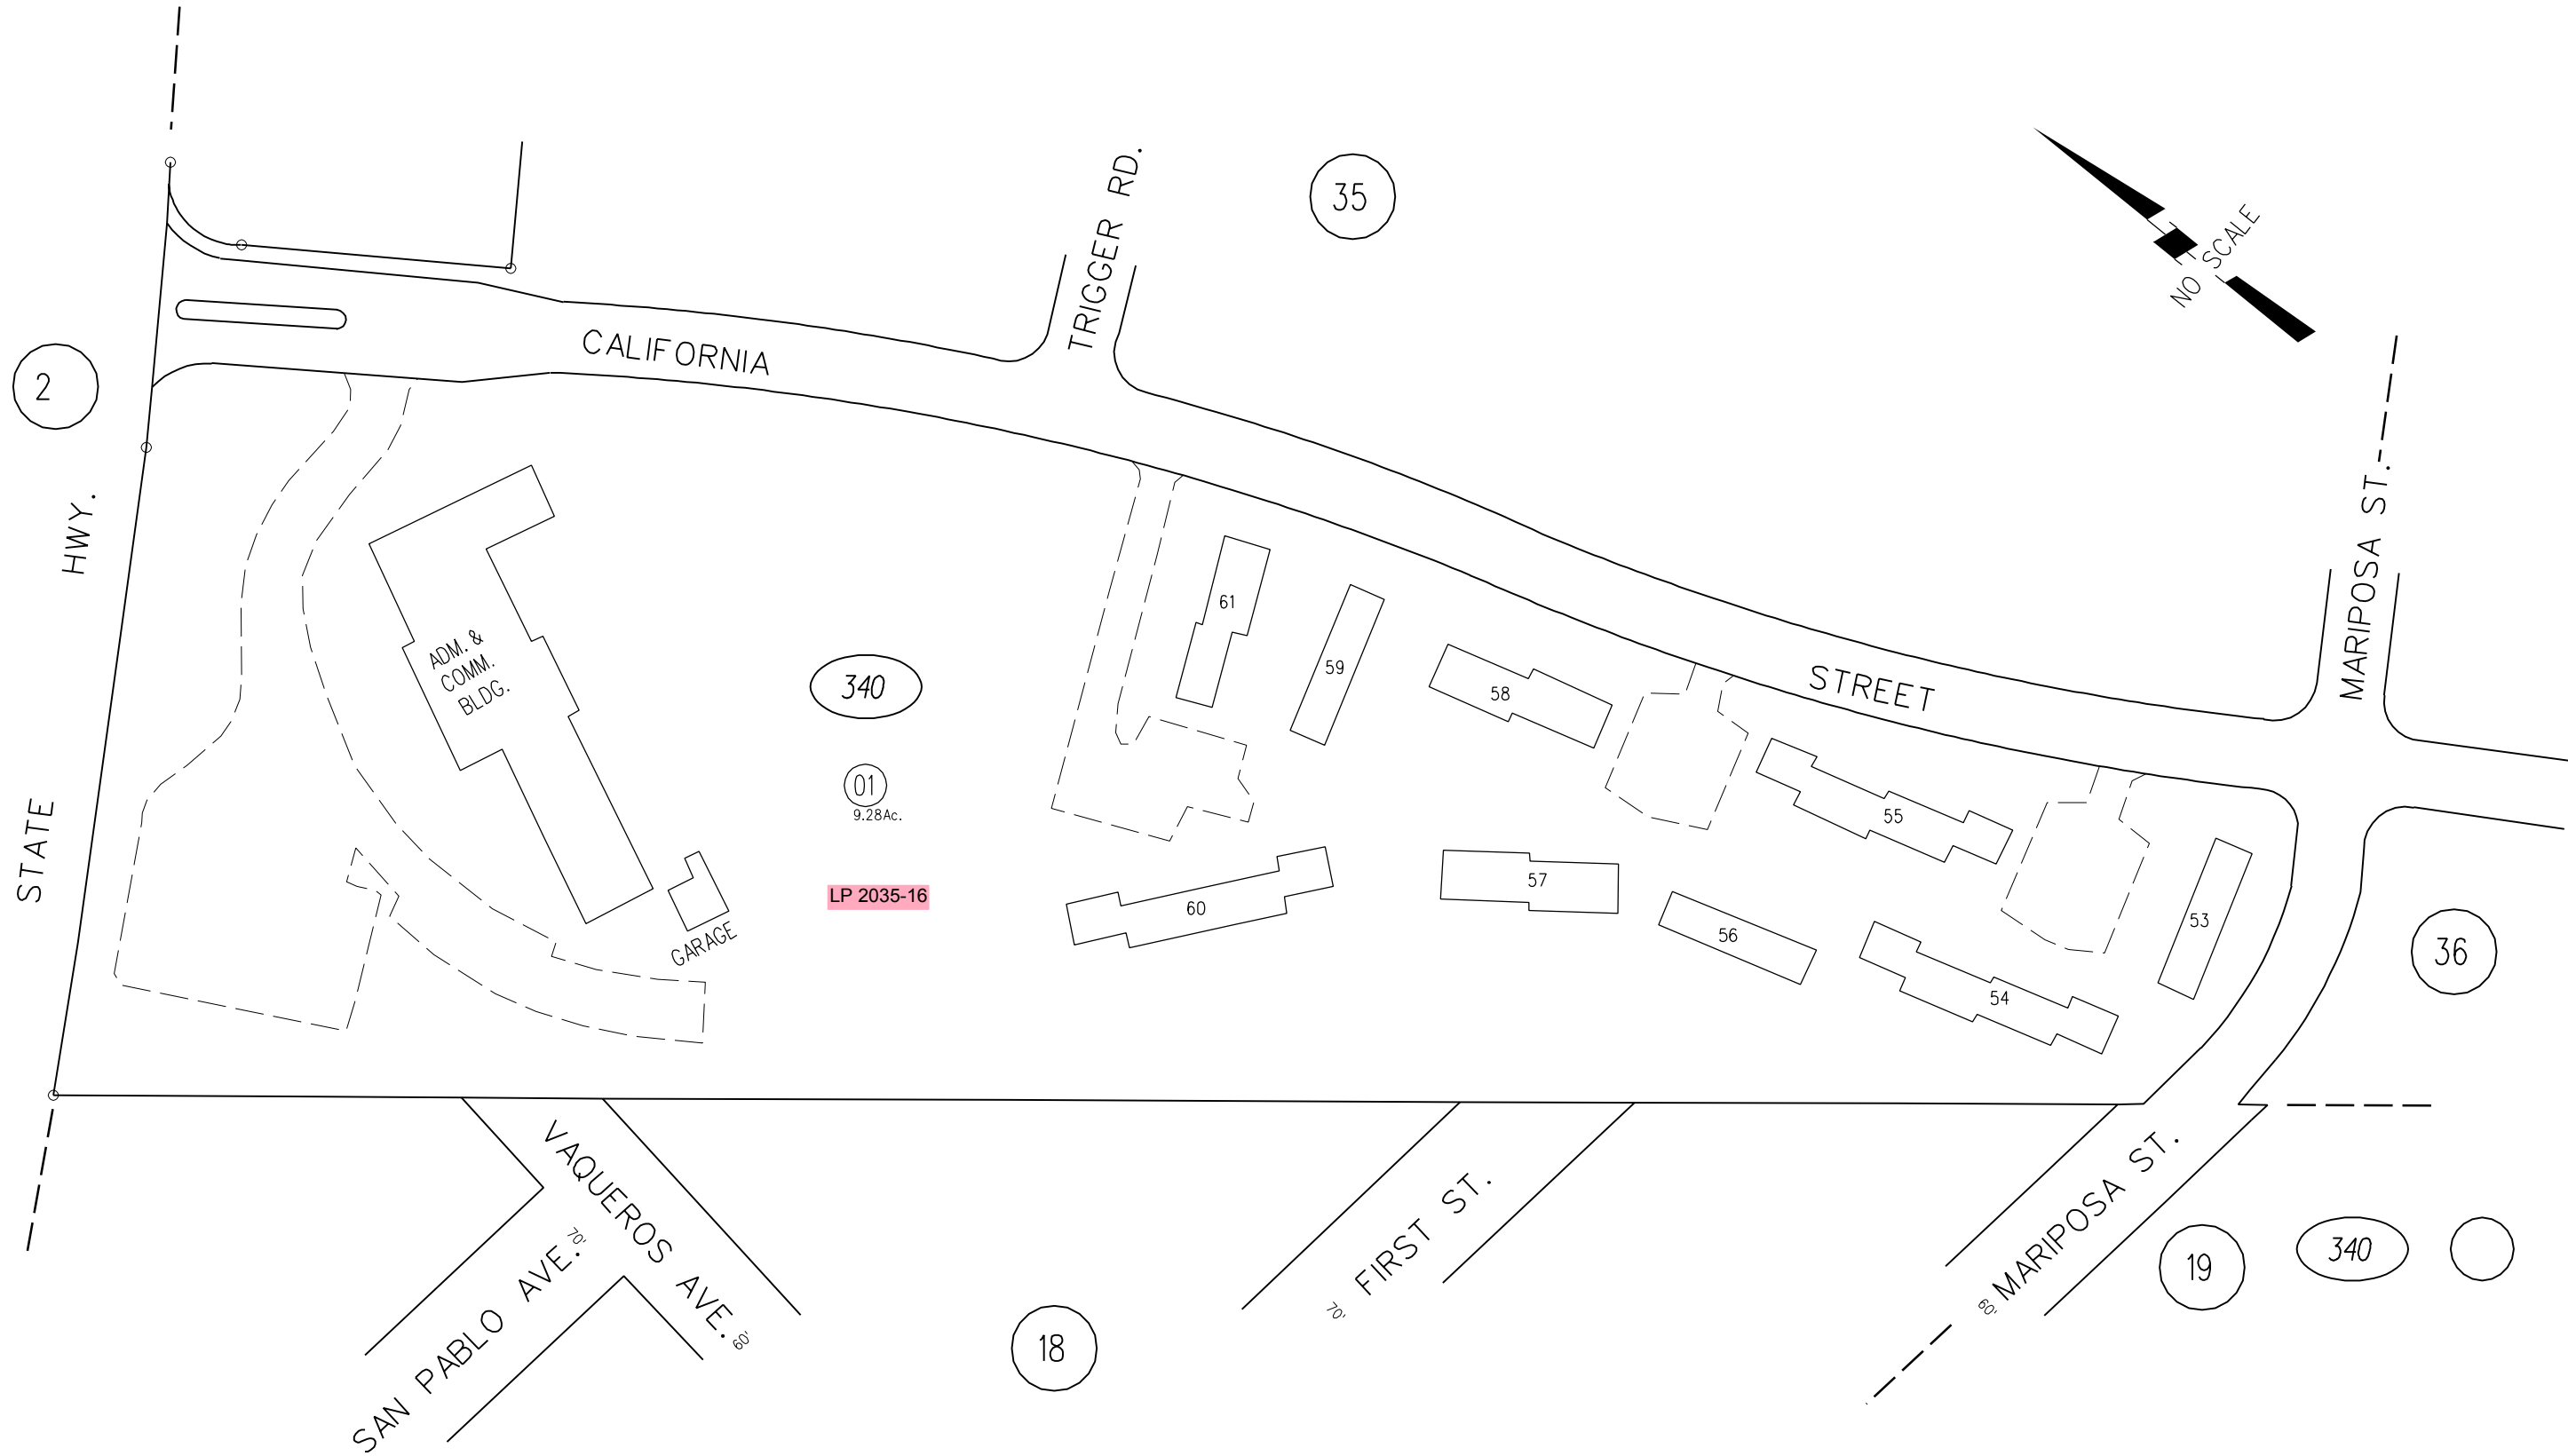 35
TRIGGER RD.
NO SCALE
CALIFORNIA
STREET
2
STATE
HWY.
MARIPOSA ST.
ADM. &
COMM.
BLDG.
GARAGE
340
01
9.28Ac.
LP 2035-16
61
59
58
55
53
60
57
56
54
36
VAQUEROS AVE.
60'
SAN PABLO AVE.
70'
18
FIRST ST.
70'
MARIPOSA ST.
60'
19
340